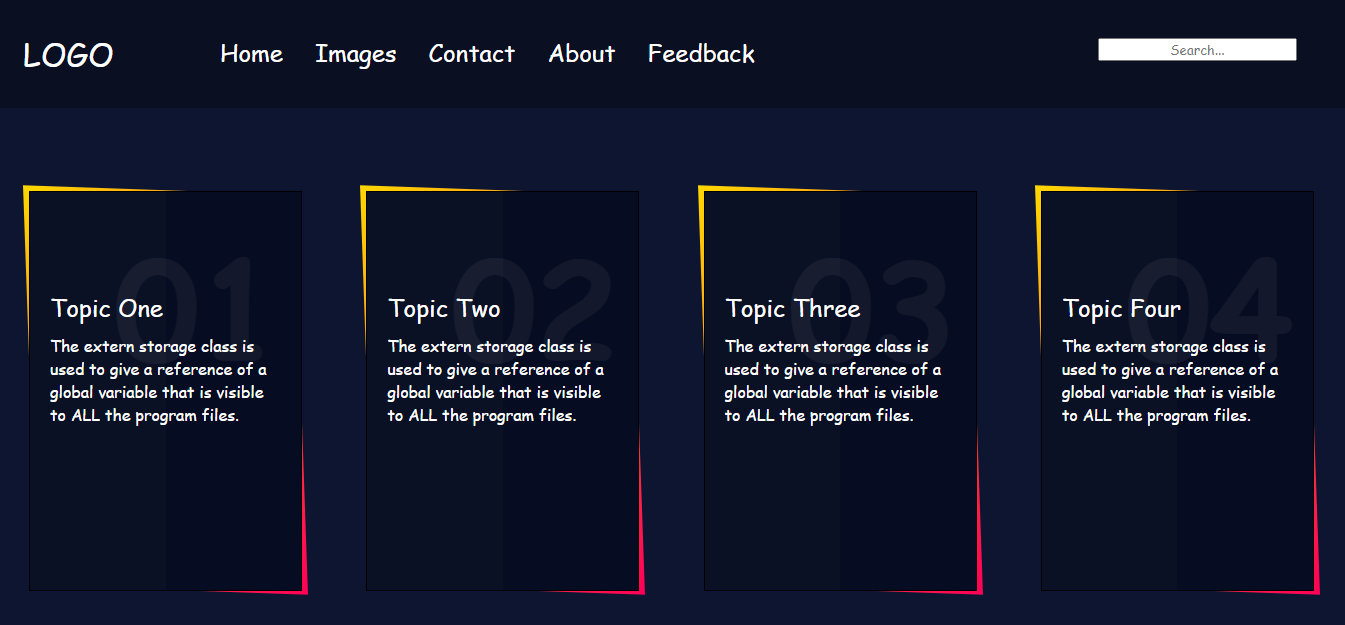 LOGO
Home Images Contact About Feedback
Search...
01
Topic One
The extern storage class is
used to give a reference of a
global variable that is visible
to ALL the program files.
02
Topic Two
The extern storage class is
used to give a reference of a
global variable that is visible
to ALL the program files.
03
Topic Three
The extern storage class is
used to give a reference of a
global variable that is visible
to ALL the program files.
04
Topic Four
The extern storage class is
used to give a reference of a
global variable that is visible
to ALL the program files.